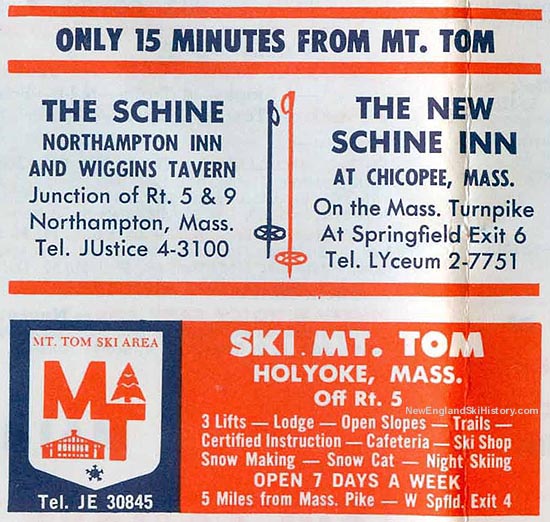 ONLY 15 MINUTES FROM MT. TOM
THE SCHINE
NORTHAMPTON INN
AND WIGGINS TAVERN
Junction of Rt. 5 & 9
Northampton, Mass.
Tel. JUstice 4-3100
THE NEW
SCHINE INN
AT CHICOPEE, MASS.
On the Mass. Turnpike
At Springfield Exit 6
Tel. LYceum 2-7751
MT. TOM SKI AREA
MT
Tel. JE 30845
SKI MT. TOM
HOLYOKE, MASS.
Off Rt. 5
NewEnglandSkiHistory.com
3 Lifts — Lodge — Open Slopes — Trails —
Certified Instruction — Cafeteria — Ski Shop
Snow Making — Snow Cat — Night Skiing
OPEN 7 DAYS A WEEK
5 Miles from Mass. Pike — W Spfld. Exit 4